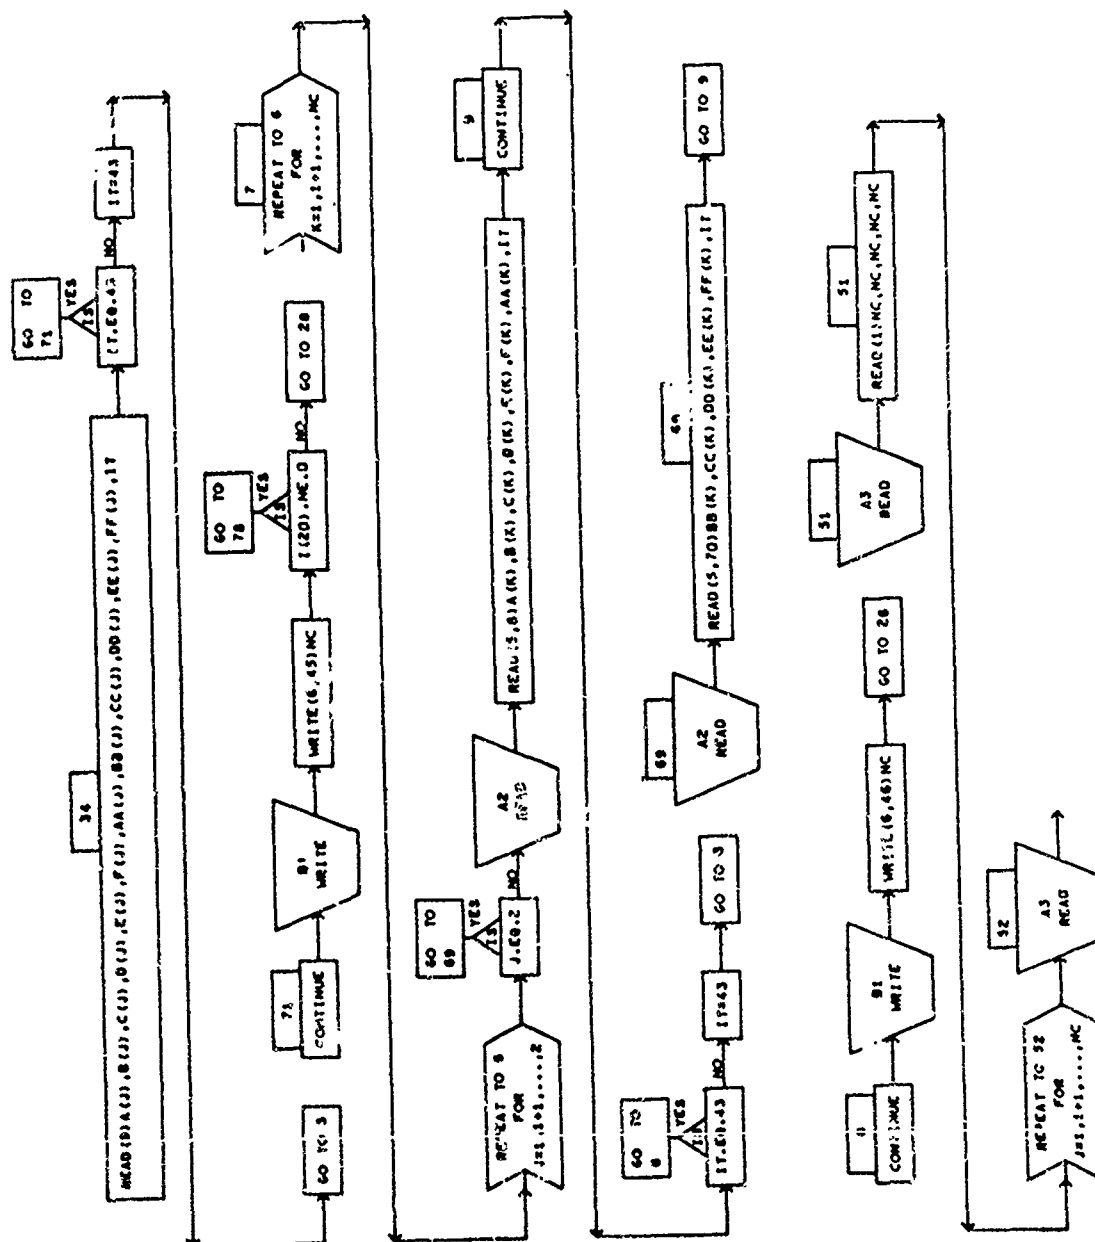 34
READ(9)A(J),B(J),C(J),D(J),E(J),F(J),AA(J),BB(J),CC(J),DD(J),EE(J),FF(J),IT
GO TO
71
YES
IS
IT.EQ.43
NO
IT=43
GO TO 3
71
CONTINUE
B1
WRITE
WRITE(6,45)NC
GO TO
78
YES
IS
I(20).NE.0
NO
GO TO 28
7
REPEAT TO 6
FOR
K=1,1+1,...,NC
REPEAT TO 9
FOR
J=1,1+1,...,2
GO TO
69
YES
IS
J.EQ.2
NO
A2
READ
READ(5,8)A(K),B(K),C(K),D(K),E(K),F(K),AA(K),IT
9
CONTINUE
GO TO
6
YES
IS
IT.EQ.43
NO
IT=43
GO TO 3
69
A2
READ
69
READ(5,70)BB(K),CC(K),DD(K),EE(K),FF(K),IT
GO TO 9
CONTINUE
B1
WRITE
WRITE(6,46)NC
GO TO 26
51
A3
READ
51
READ(1)NC,NC,NC,NC
REPEAT TO 52
FOR
J=1,1+1,...,NC
52
A3
READ